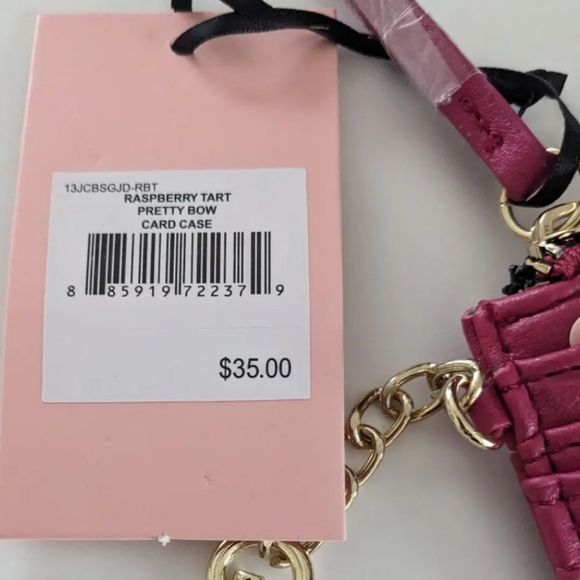 13JCBSGJD-RBT
RASPBERRY TART
PRETTY BOW
CARD CASE
8 85919 72237 9
$35.00